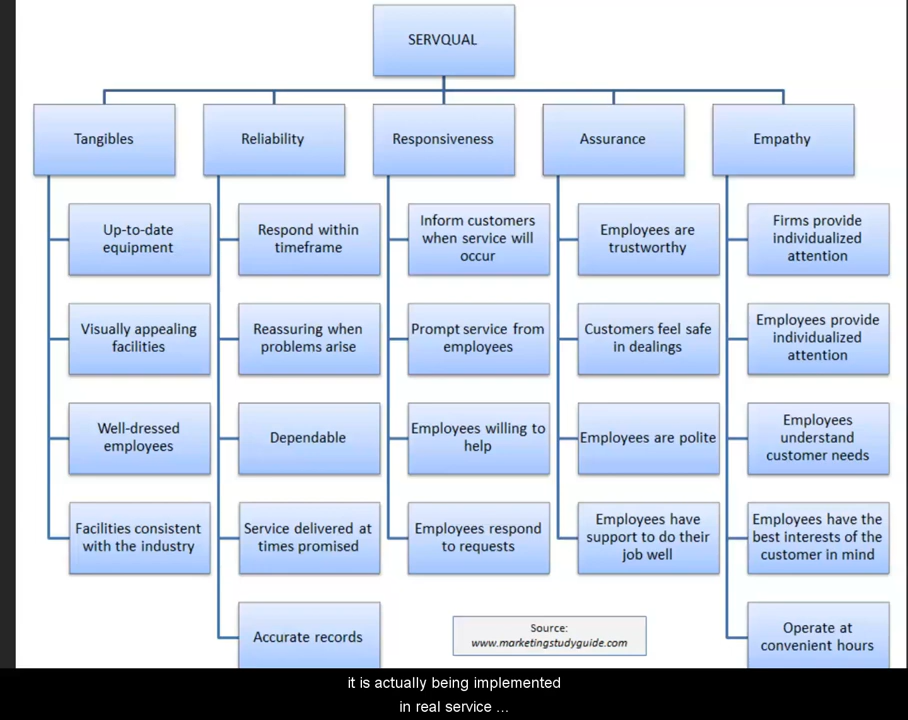 SERVQUAL
Tangibles
Reliability
Responsiveness
Assurance
Empathy
Up-to-date
equipment
Respond within
timeframe
Inform customers
when service will
occur
Employees are
trustworthy
Firms provide
individualized
attention
Visually appealing
facilities
Reassuring when
problems arise
Prompt service from
employees
Customers feel safe
in dealings
Employees provide
individualized
attention
Well-dressed
employees
Dependable
Employees willing to
help
Employees are polite
Employees
understand
customer needs
Facilities consistent
with the industry
Service delivered at
times promised
Employees respond
to requests
Employees have
support to do their
job well
Employees have the
best interests of the
customer in mind
Accurate records
Source:
www.marketingstudyguide.com
Operate at
convenient hours
it is actually being implemented
in real service ...